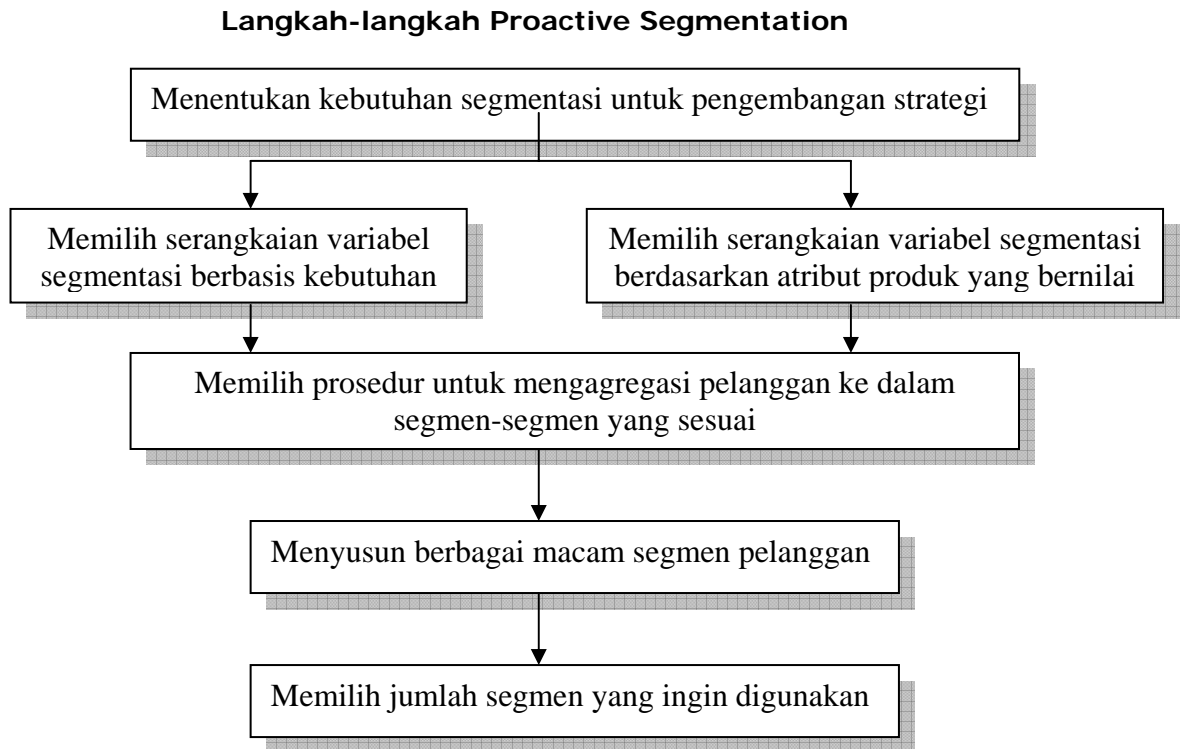 Langkah-langkah Proactive Segmentation
Menentukan kebutuhan segmentasi untuk pengembangan strategi
Memilih serangkaian variabel
segmentasi berbasis kebutuhan
Memilih serangkaian variabel segmentasi
berdasarkan atribut produk yang bernilai
Memilih prosedur untuk mengagregasi pelanggan ke dalam
segmen-segmen yang sesuai
Menyusun berbagai macam segmen pelanggan
Memilih jumlah segmen yang ingin digunakan